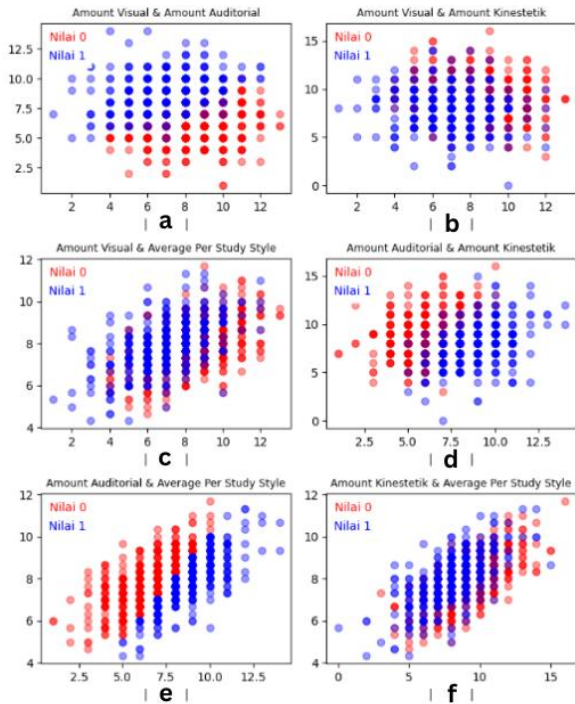 Amount Visual & Amount Auditorial
Nilai 0
Nilai 1
12.5
10.0
7.5
5.0
2.5
2 4 6 8 10 12
| a |
Amount Visual & Amount Kinestetik
Nilai 0
Nilai 1
15
10
5
0
2 4 6 8 10 12
| b |
Amount Visual & Average Per Study Style
Nilai 0
Nilai 1
12
10
8
6
4
2 4 6 8 10 12
| c |
Amount Auditorial & Amount Kinestetik
Nilai 0
Nilai 1
15
10
5
0
2.5 5.0 7.5 10.0 12.5
| d |
Amount Auditorial & Average Per Study Style
Nilai 0
Nilai 1
12
10
8
6
4
2.5 5.0 7.5 10.0 12.5
| e |
Amount Kinestetik & Average Per Study Style
Nilai 0
Nilai 1
12
10
8
6
4
0 5 10 15
| f |